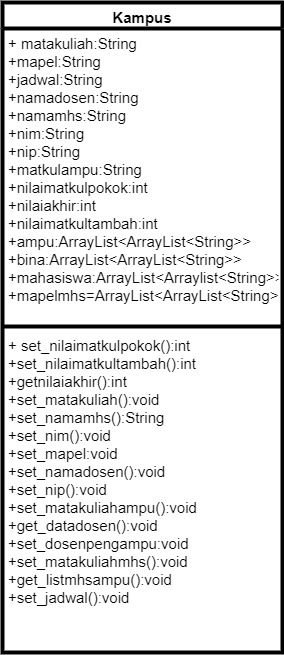 Kampus
+ matakuliah:String
+mapel:String
+jadwal:String
+namadosen:String
+namamhs:String
+nim:String
+nip:String
+matkulampu:String
+nilaimatkulpokok:int
+nilaiakhir:int
+nilaimatkultambah:int
+ampu:ArrayList<ArrayList<String>>
+bina:ArrayList<ArrayList<String>>
+mahasiswa:ArrayList<Arraylist<String>>
+mapelmhs=ArrayList<ArrayList<String>
+ set_nilaimatkulpokok():int
+set_nilaimatkultambah():int
+getnilaiakhir():int
+set_matakuliah():void
+set_namamhs():String
+set_nim():void
+set_mapel:void
+set_namadosen():void
+set_nip():void
+set_matakuliahampu():void
+get_datadosen():void
+set_dosenpengampu:void
+set_matakuliahmhs():void
+get_listmhsampu():void
+set_jadwal():void